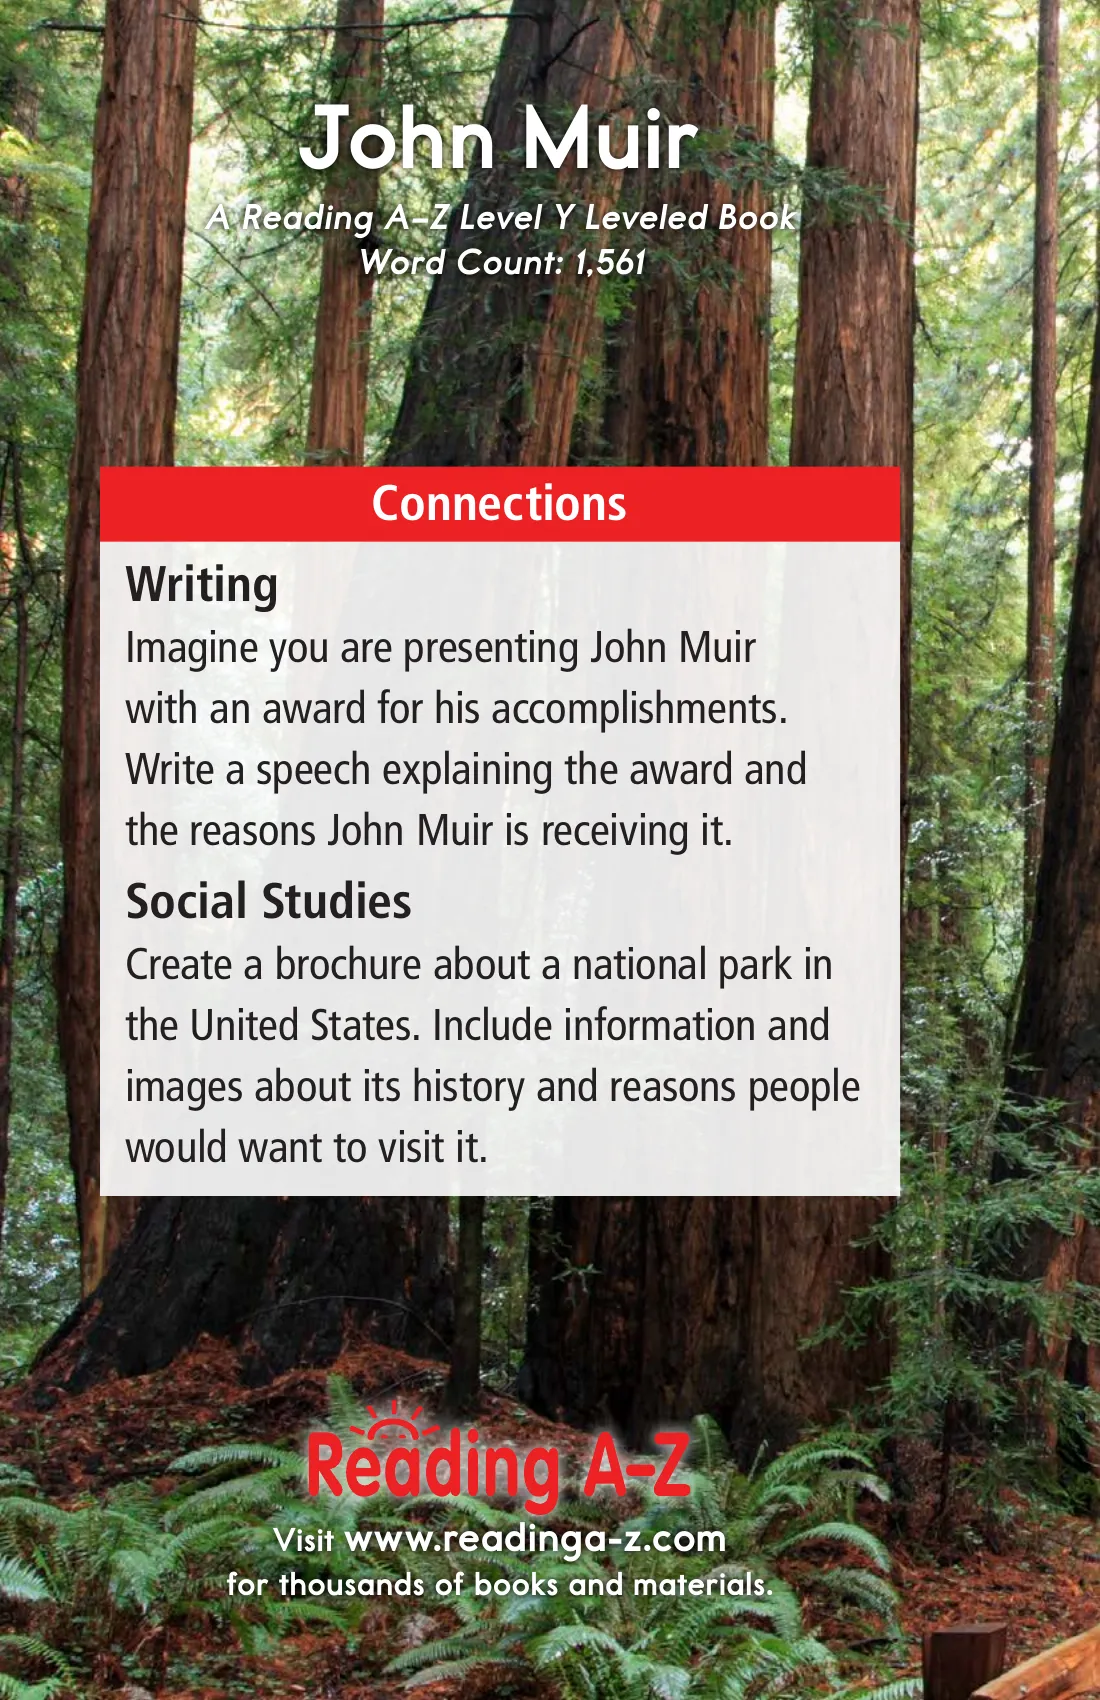 John Muir
A Reading A–Z Level Y Leveled Book
Word Count: 1,561
Connections
Writing
Imagine you are presenting John Muir
with an award for his accomplishments.
Write a speech explaining the award and
the reasons John Muir is receiving it.
Social Studies
Create a brochure about a national park in
the United States. Include information and
images about its history and reasons people
would want to visit it.
Reading A–Z
Visit www.readinga-z.com
for thousands of books and materials.